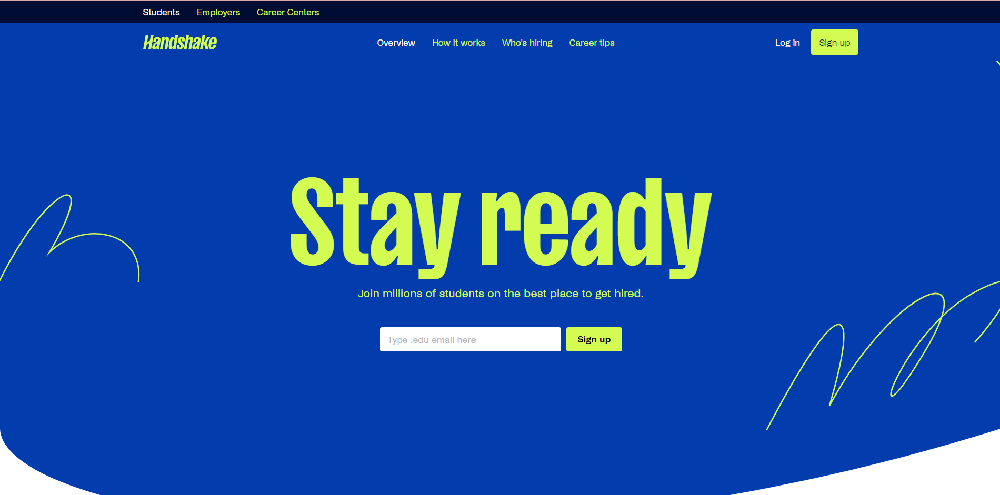 Students Employers Career Centers
Handshake Overview How it works Who's hiring Career tips Log in Sign up
Stay ready
Join millions of students on the best place to get hired.
Type .edu email here Sign up